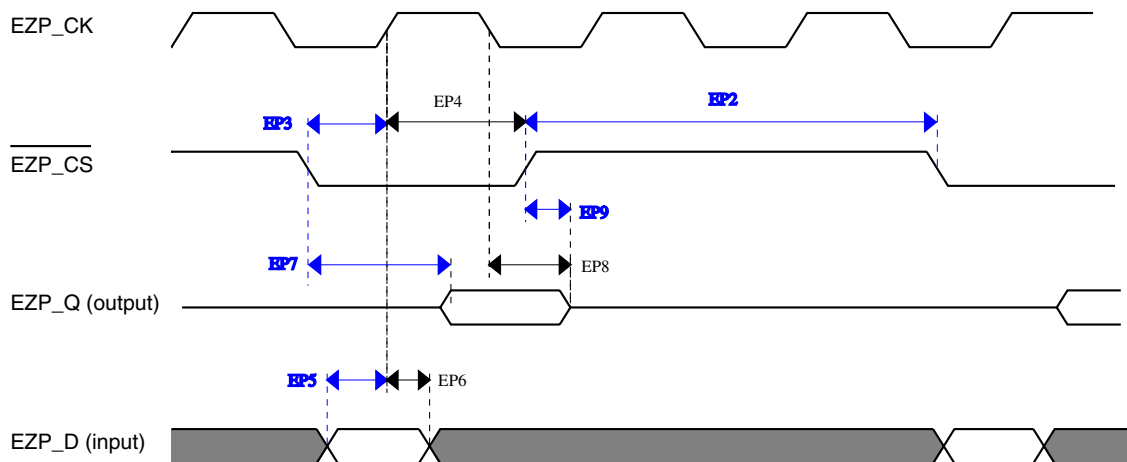 EZP_CK
EP4
EP2
EP3
EZP_CS
EP9
EP7
EP8
EZP_Q (output)
EP5
EP6
EZP_D (input)